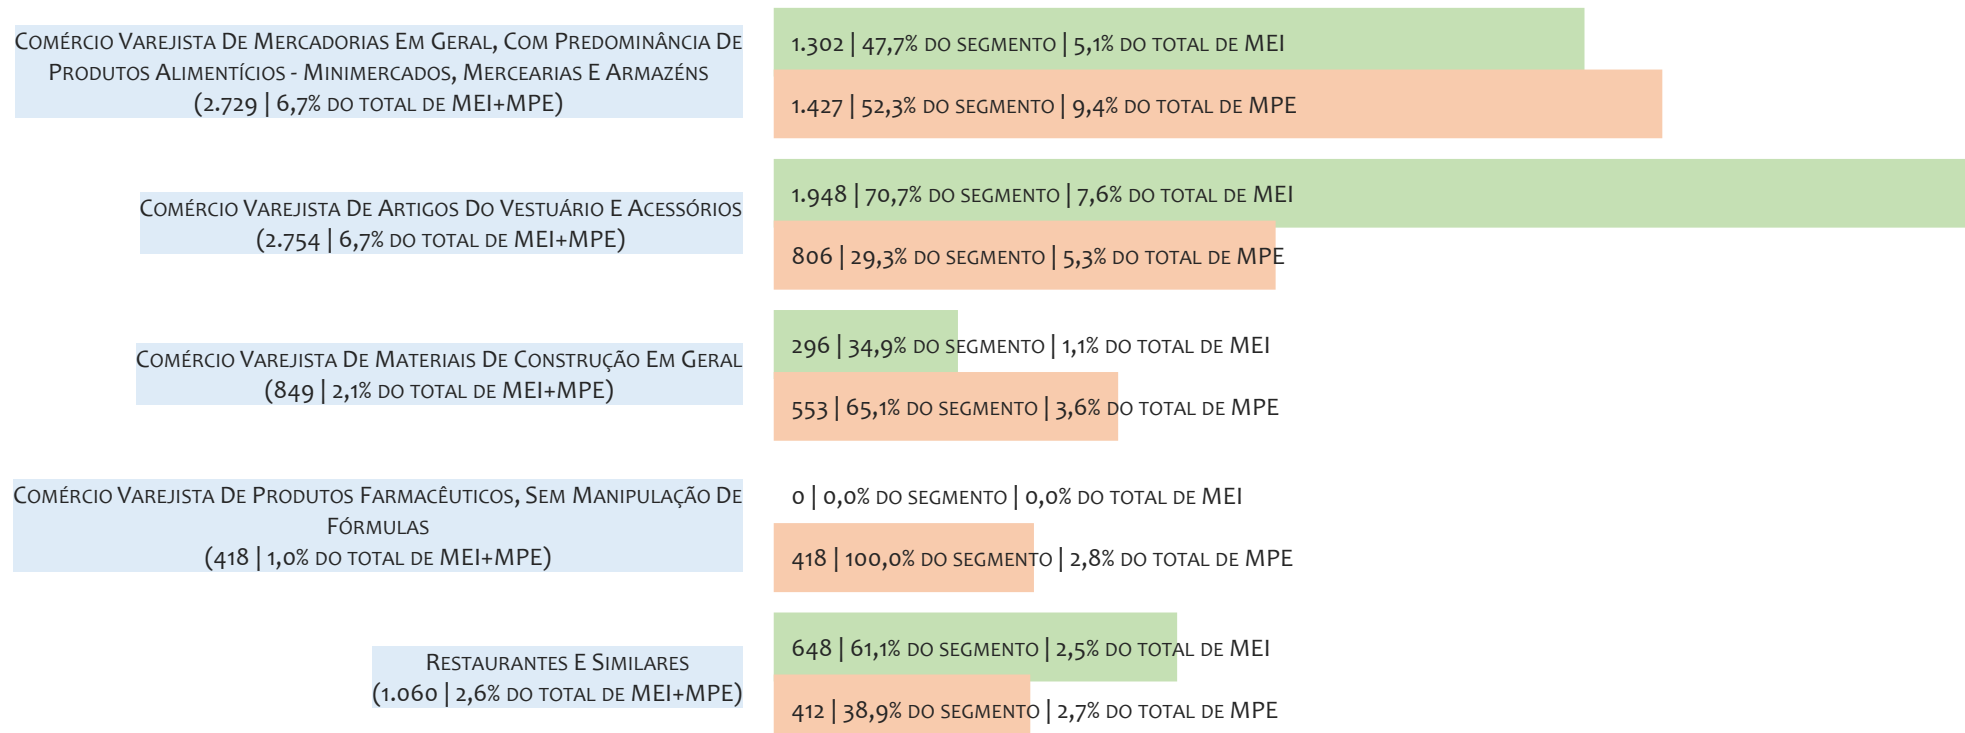 Comércio Varejista De Mercadorias Em Geral, Com Predominância De
Produtos Alimentícios - Minimercados, Mercearias E Armazéns
(2.729 | 6,7% do total de MEI+MPE)
1.302 | 47,7% do segmento | 5,1% do total de MEI
1.427 | 52,3% do segmento | 9,4% do total de MPE
Comércio Varejista De Artigos Do Vestuário E Acessórios
(2.754 | 6,7% do total de MEI+MPE)
1.948 | 70,7% do segmento | 7,6% do total de MEI
806 | 29,3% do segmento | 5,3% do total de MPE
Comércio Varejista De Materiais De Construção Em Geral
(849 | 2,1% do total de MEI+MPE)
296 | 34,9% do segmento | 1,1% do total de MEI
553 | 65,1% do segmento | 3,6% do total de MPE
Comércio Varejista De Produtos Farmacêuticos, Sem Manipulação De
Fórmulas
(418 | 1,0% do total de MEI+MPE)
0 | 0,0% do segmento | 0,0% do total de MEI
418 | 100,0% do segmento | 2,8% do total de MPE
Restaurantes E Similares
(1.060 | 2,6% do total de MEI+MPE)
648 | 61,1% do segmento | 2,5% do total de MEI
412 | 38,9% do segmento | 2,7% do total de MPE